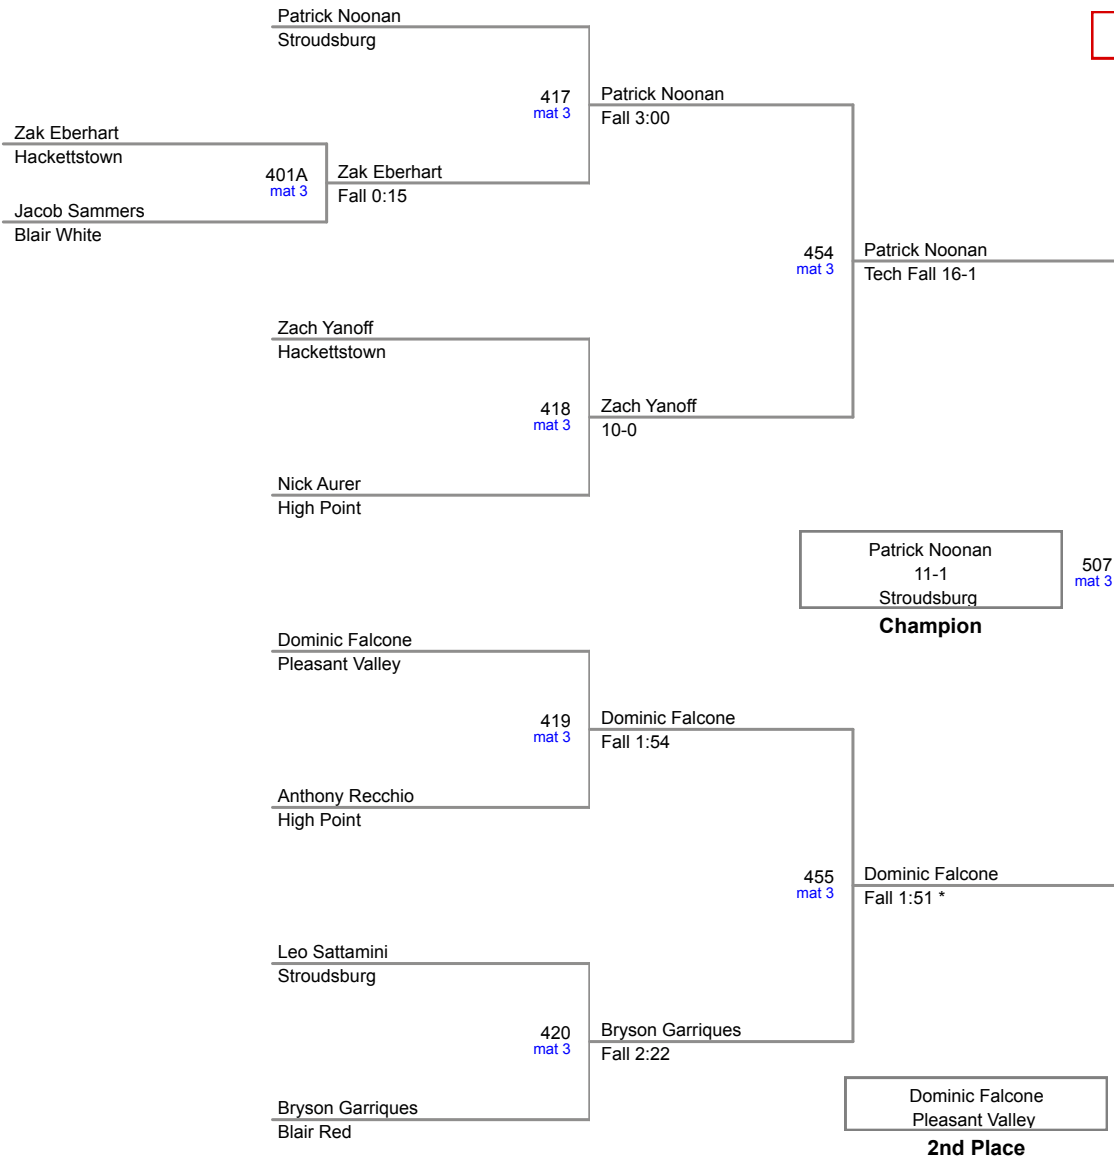 Patrick Noonan
Stroudsburg
417
mat 3
Patrick Noonan
Fall 3:00
Zak Eberhart
Hackettstown
401A
mat 3
Zak Eberhart
Fall 0:15
Jacob Sammers
Blair White
454
mat 3
Patrick Noonan
Tech Fall 16-1
Zach Yanoff
Hackettstown
418
mat 3
Zach Yanoff
10-0
Nick Aurer
High Point
Patrick Noonan
11-1
Stroudsburg
Champion
507
mat 3
Dominic Falcone
Pleasant Valley
419
mat 3
Dominic Falcone
Fall 1:54
Anthony Recchio
High Point
455
mat 3
Dominic Falcone
Fall 1:51 *
Leo Sattamini
Stroudsburg
420
mat 3
Bryson Garriques
Fall 2:22
Bryson Garriques
Blair Red
Dominic Falcone
Pleasant Valley
2nd Place